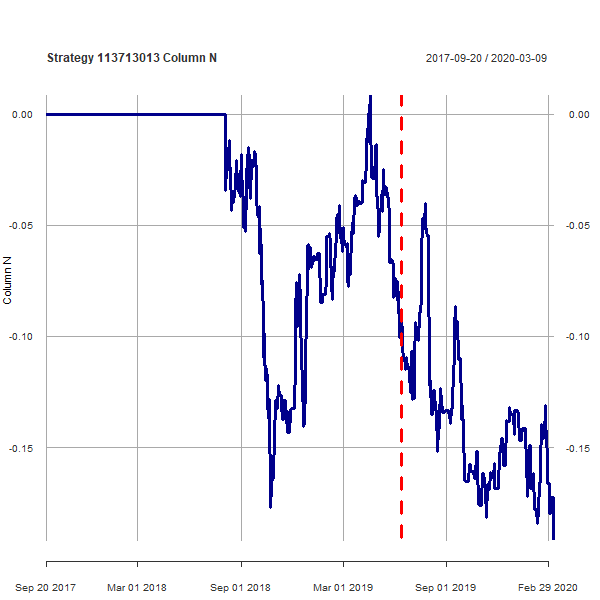 Strategy 113713013 Column N
2017-09-20 / 2020-03-09
0.00
0.00
-0.05
-0.05
Column N
-0.10
-0.10
-0.15
-0.15
Sep 20 2017
Mar 01 2018
Sep 01 2018
Mar 01 2019
Sep 01 2019
Feb 29 2020